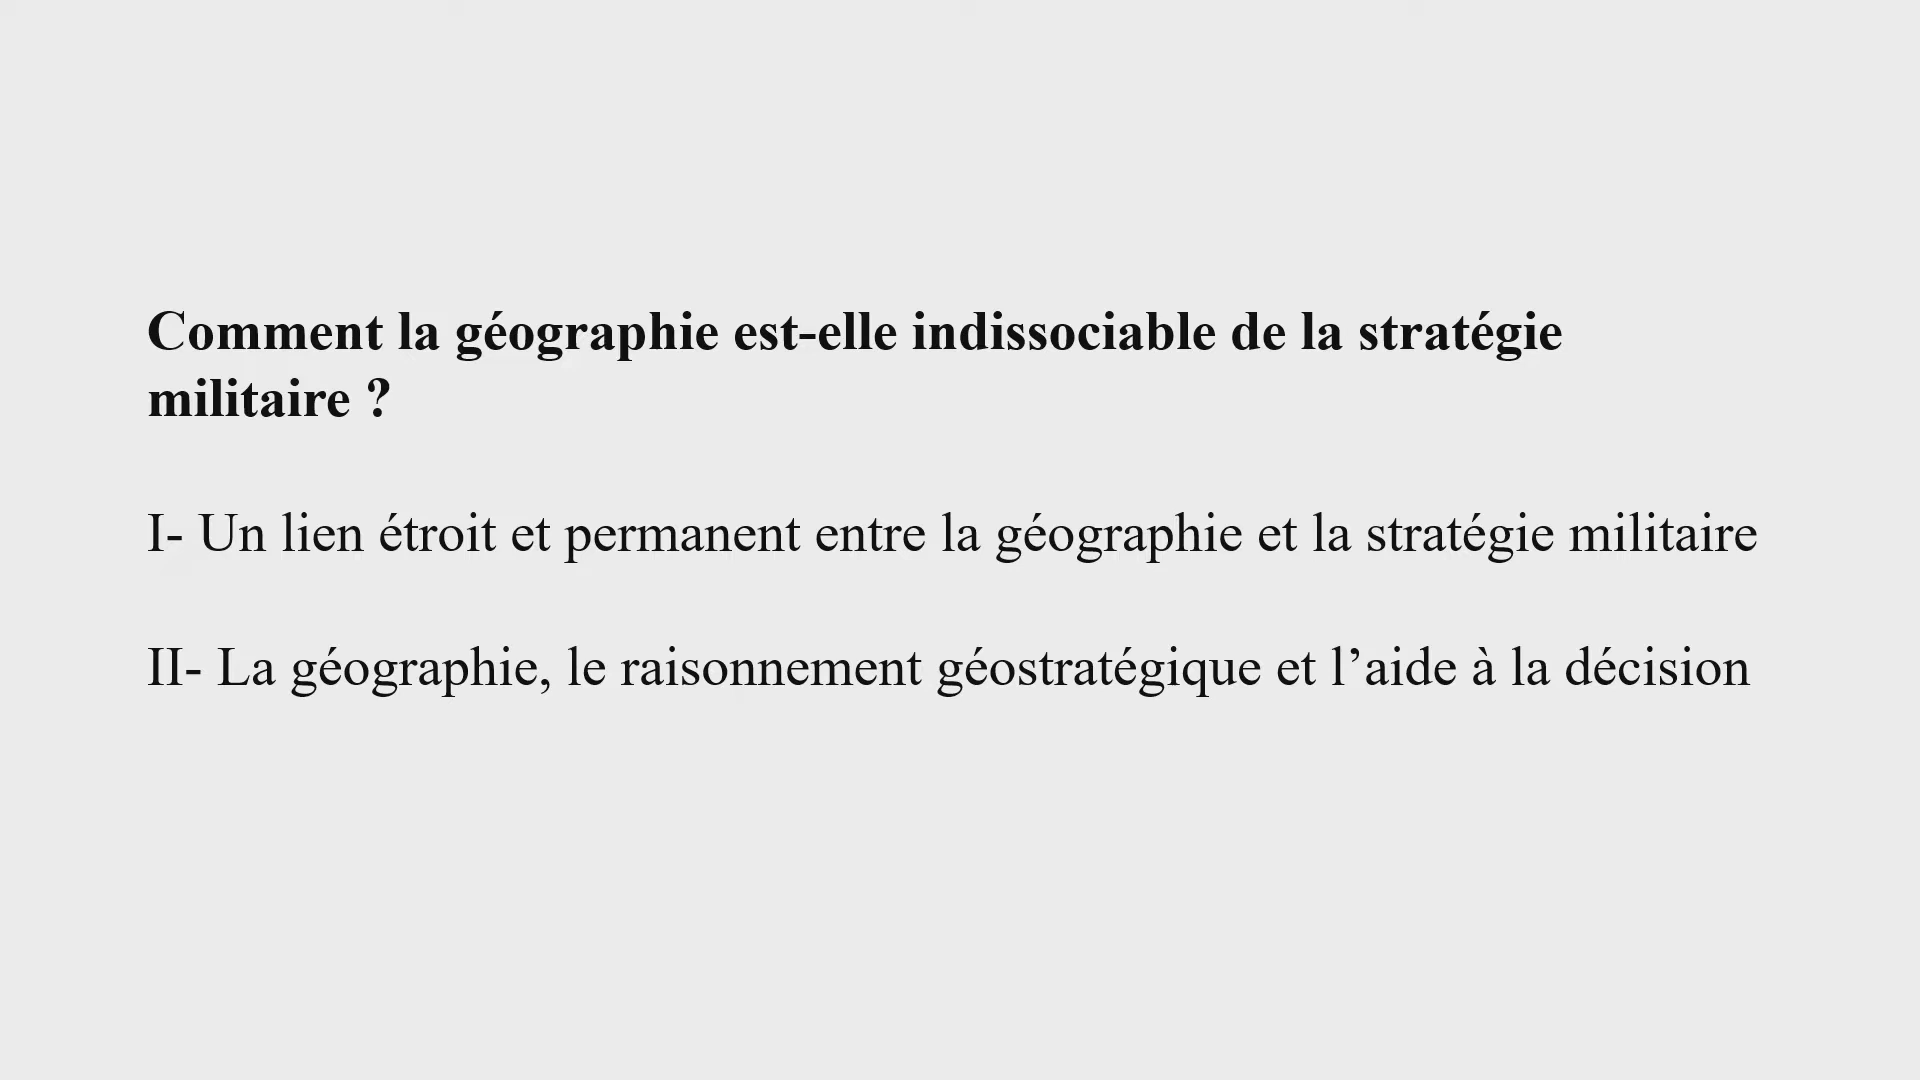 Comment la géographie est-elle indissociable de la stratégie
militaire ?
I- Un lien étroit et permanent entre la géographie et la stratégie militaire
II- La géographie, le raisonnement géostratégique et l’aide à la décision